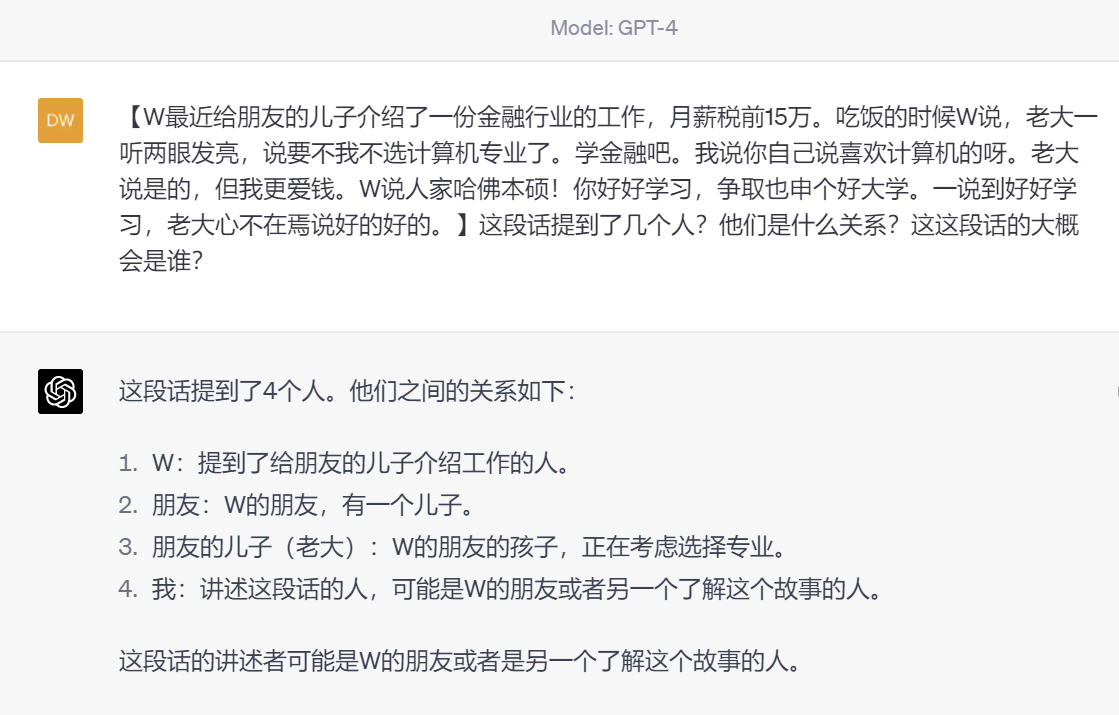 Model: GPT-4
DW
【W最近给朋友的儿子介绍了一份金融行业的工作，月薪税前15万。吃饭的时候W说，老大一
听两眼发亮，说要不我不选计算机专业了。学金融吧。我说你自己说喜欢计算机的呀。老大
说是的，但我更爱钱。W说人家哈佛本硕！你好好学习，争取也申个好大学。一说到好好学
习，老大心不在焉说好的好的。】这段话提到了几个人？他们是什么关系？这这段话的大概
会是谁？
这段话提到了4个人。他们之间的关系如下：
1. W：提到了给朋友的儿子介绍工作的人。
2. 朋友：W的朋友，有一个儿子。
3. 朋友的儿子（老大）：W的朋友的孩子，正在考虑选择专业。
4. 我：讲述这段话的人，可能是W的朋友或者另一个了解这个故事的人。
这段话的讲述者可能是W的朋友或者是另一个了解这个故事的人。